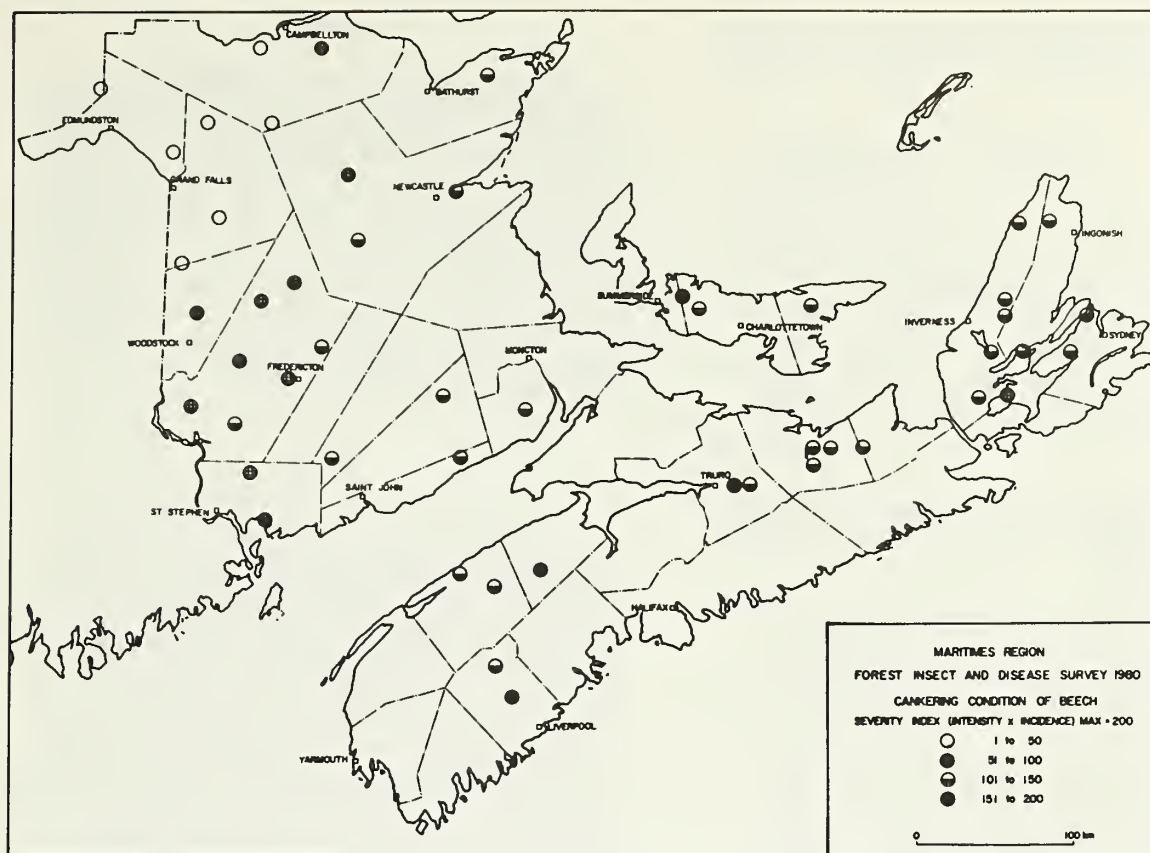 CAMPBELLTON
BATHURST
EDMUNDSTON
GRAND FALLS
NEWCASTLE
INGONISH
SUMMERSIDE
CHARLOTTETOWN
INVERNESS
SYDNEY
WOODSTOCK
FREDERICTON
MONCTON
TRURO
SAINT JOHN
ST STEPHEN
HALIFAX
LIVERPOOL
YARMOUTH
MARITIMES REGION
FOREST INSECT AND DISEASE SURVEY 1980
CANKERING CONDITION OF BEECH
SEVERITY INDEX (INTENSITY x INCIDENCE) MAX = 200
1 to 50
51 to 100
101 to 150
151 to 200
0 100 km